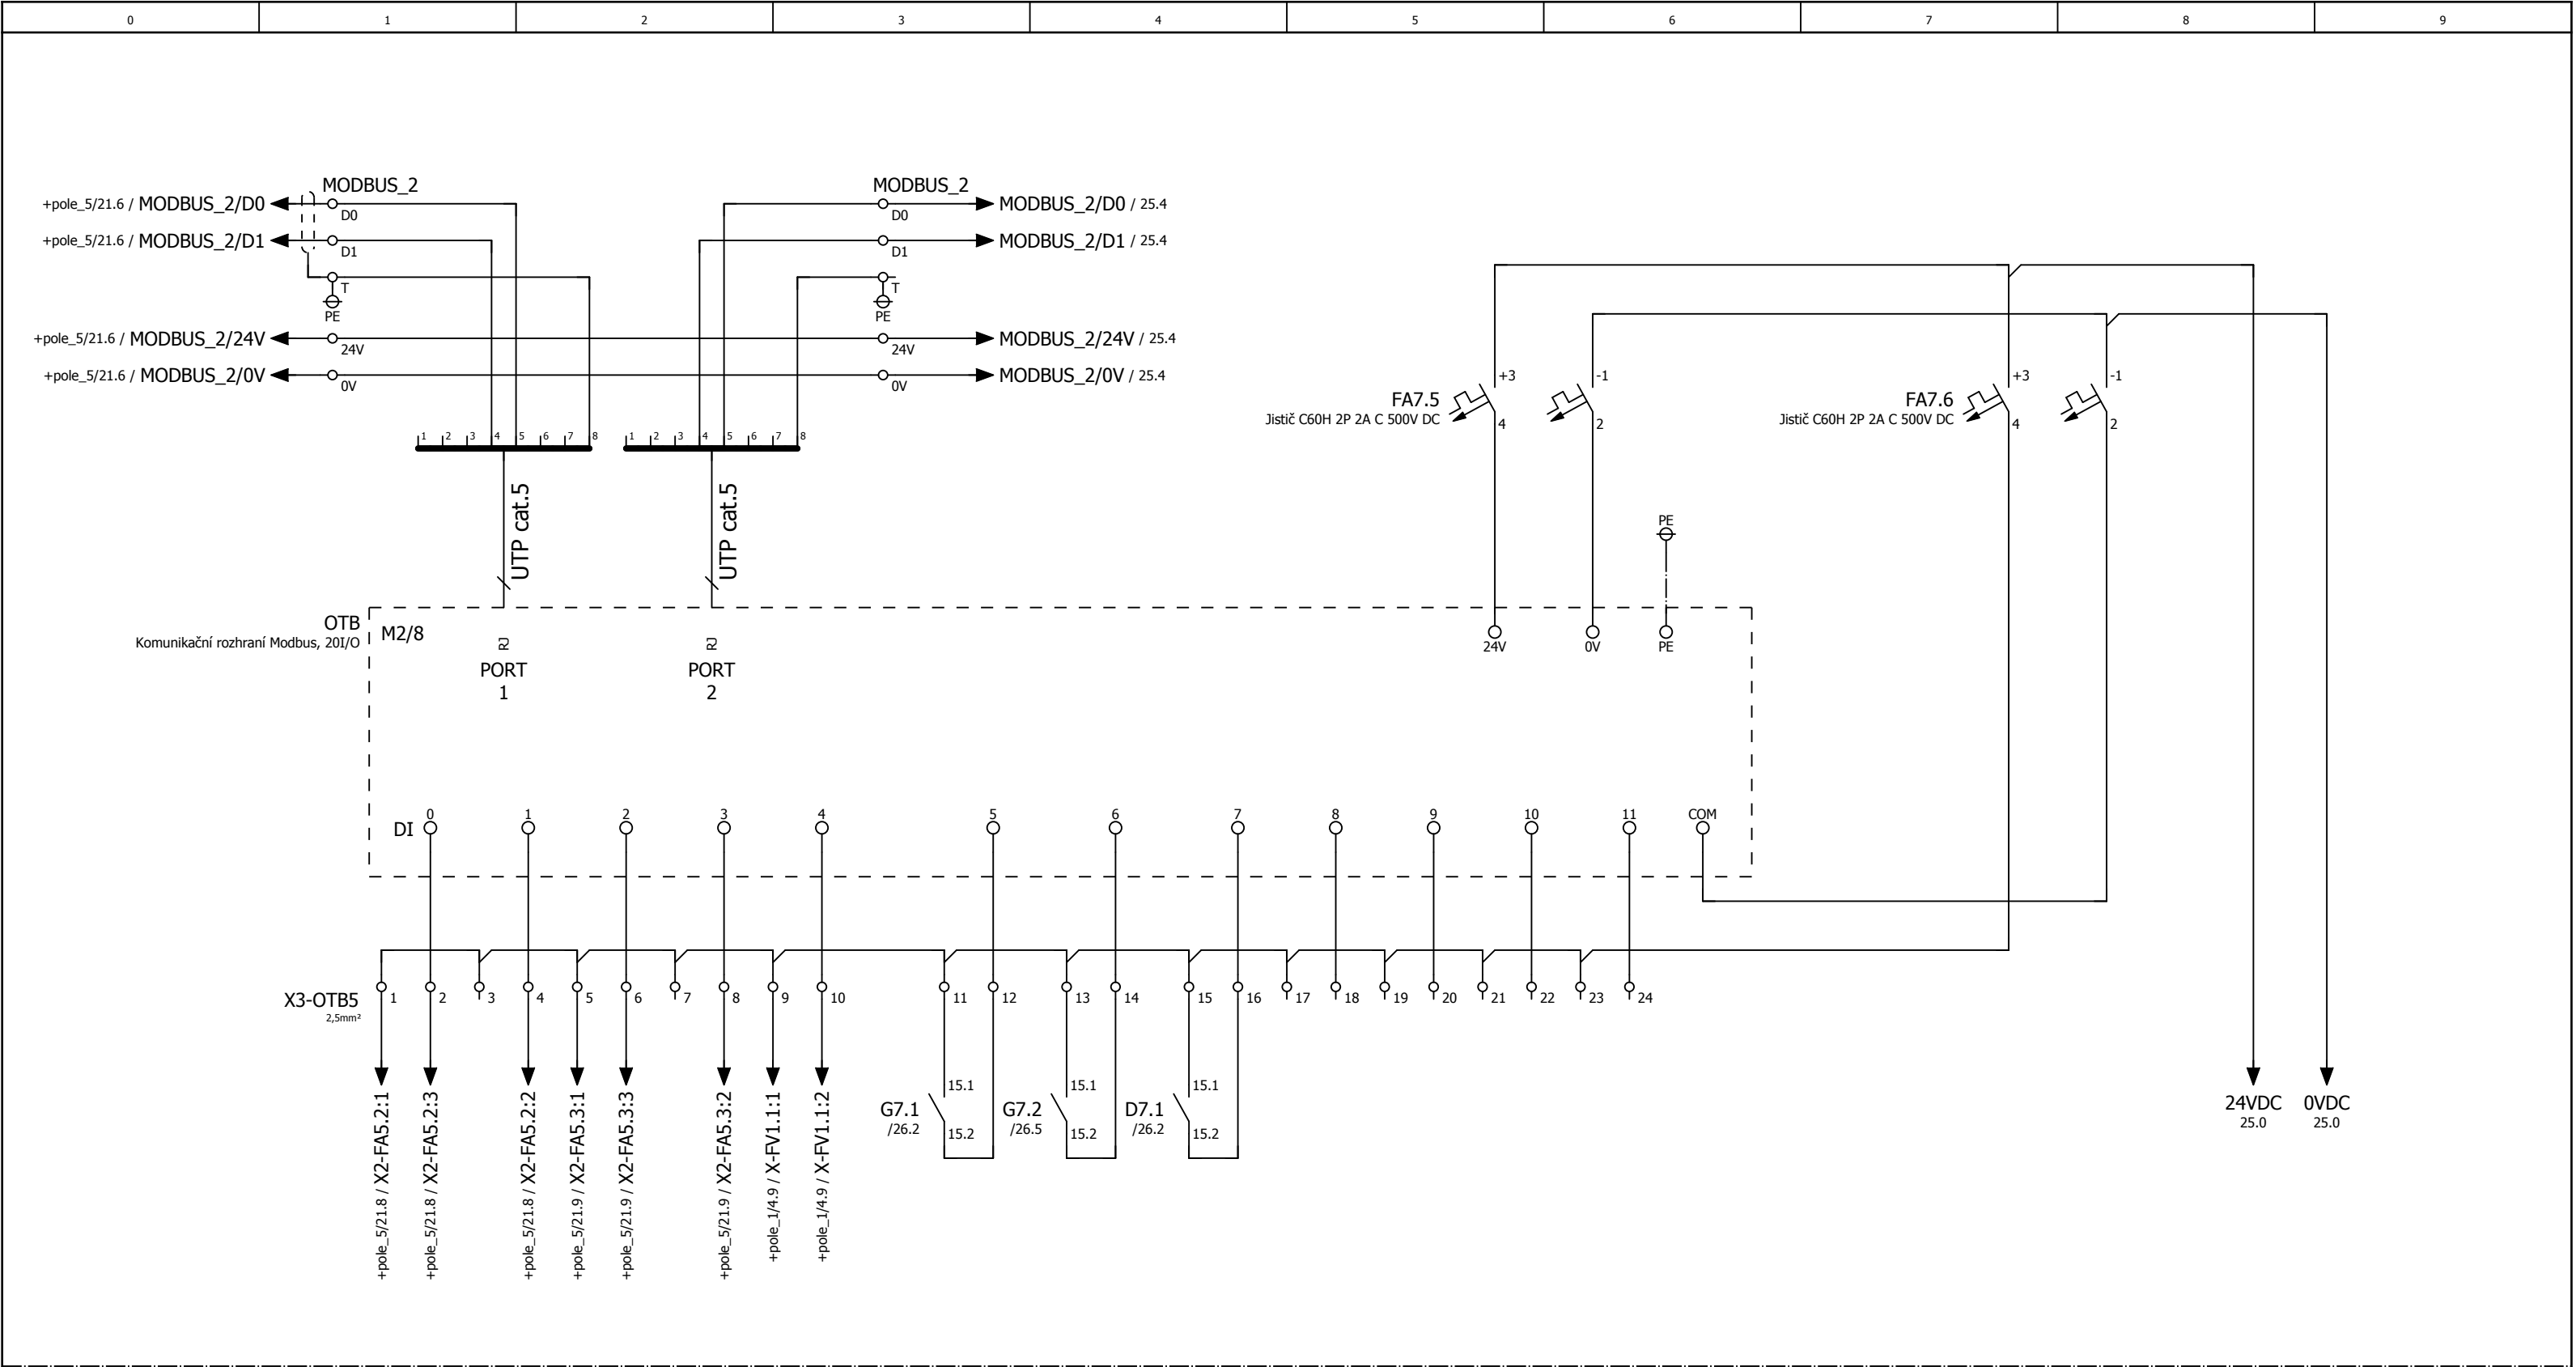 0 1 2 3 4 5 6 7 8 9
MODBUS_2 MODBUS_2
+pole_5/21.6 / MODBUS_2/D0 D0 D0 MODBUS_2/D0 / 25.4
+pole_5/21.6 / MODBUS_2/D1 D1 D1 MODBUS_2/D1 / 25.4
T T
PE PE
+pole_5/21.6 / MODBUS_2/24V 24V 24V MODBUS_2/24V / 25.4
+pole_5/21.6 / MODBUS_2/0V 0V 0V MODBUS_2/0V / 25.4
+3 -1 +3 -1
FA7.5 FA7.6
Jistič C60H 2P 2A C 500V DC Jistič C60H 2P 2A C 500V DC
4 2 4 2
1 2 3 4 5 6 7 8 1 2 3 4 5 6 7 8
UTP cat.5 UTP cat.5
PE
OTB
Komunikační rozhraní Modbus, 20I/O
M2/8
RJ RJ
24V 0V PE
PORT PORT
1 2
DI 0 1 2 3 4 5 6 7 8 9 10 11 COM
X3-OTB5
2,5mm²
1 2 3 4 5 6 7 8 9 10 11 12 13 14 15 16 17 18 19 20 21 22 23 24
+pole_5/21.8 / X2-FA5.2:1
+pole_5/21.8 / X2-FA5.2:3
+pole_5/21.8 / X2-FA5.2:2
+pole_5/21.9 / X2-FA5.3:1
+pole_5/21.9 / X2-FA5.3:3
+pole_5/21.9 / X2-FA5.3:2
+pole_1/4.9 / X-FV1.1:1
+pole_1/4.9 / X-FV1.1:2
15.1 15.1 15.1
G7.1 G7.2 D7.1
/26.2 /26.5 /26.2
15.2 15.2 15.2
24VDC 0VDC
25.0 25.0